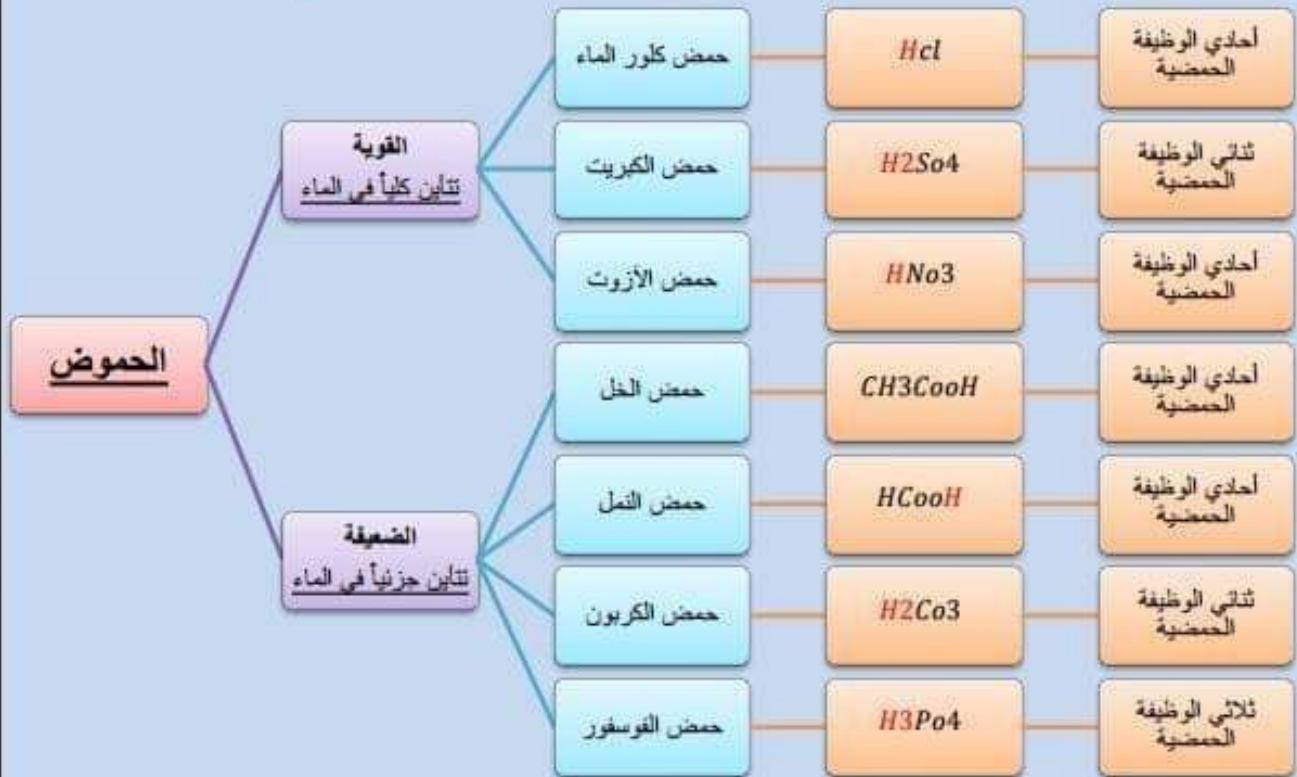 الحموض
القوية
تتأين كلياً في الماء
حمض كلور الماء
Hcl
أحادي الوظيفة
الحمضية
حمض الكبريت
H2So4
ثنائي الوظيفة
الحمضية
حمض الأزوت
HNo3
أحادي الوظيفة
الحمضية
الضعيفة
تتأين جزئياً في الماء
حمض الخل
CH3CooH
أحادي الوظيفة
الحمضية
حمض النمل
HCooH
أحادي الوظيفة
الحمضية
حمض الكربون
H2Co3
ثنائي الوظيفة
الحمضية
حمض الفوسفور
H3Po4
ثلاثي الوظيفة
الحمضية